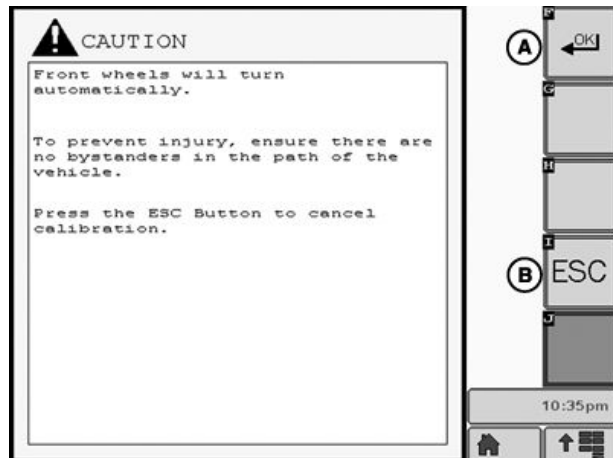 CAUTION
Front wheels will turn
automatically.
To prevent injury, ensure there are
no bystanders in the path of the
vehicle.
Press the ESC Button to cancel
calibration.
A
F
OK
G
H
B
I
ESC
J
10:35pm